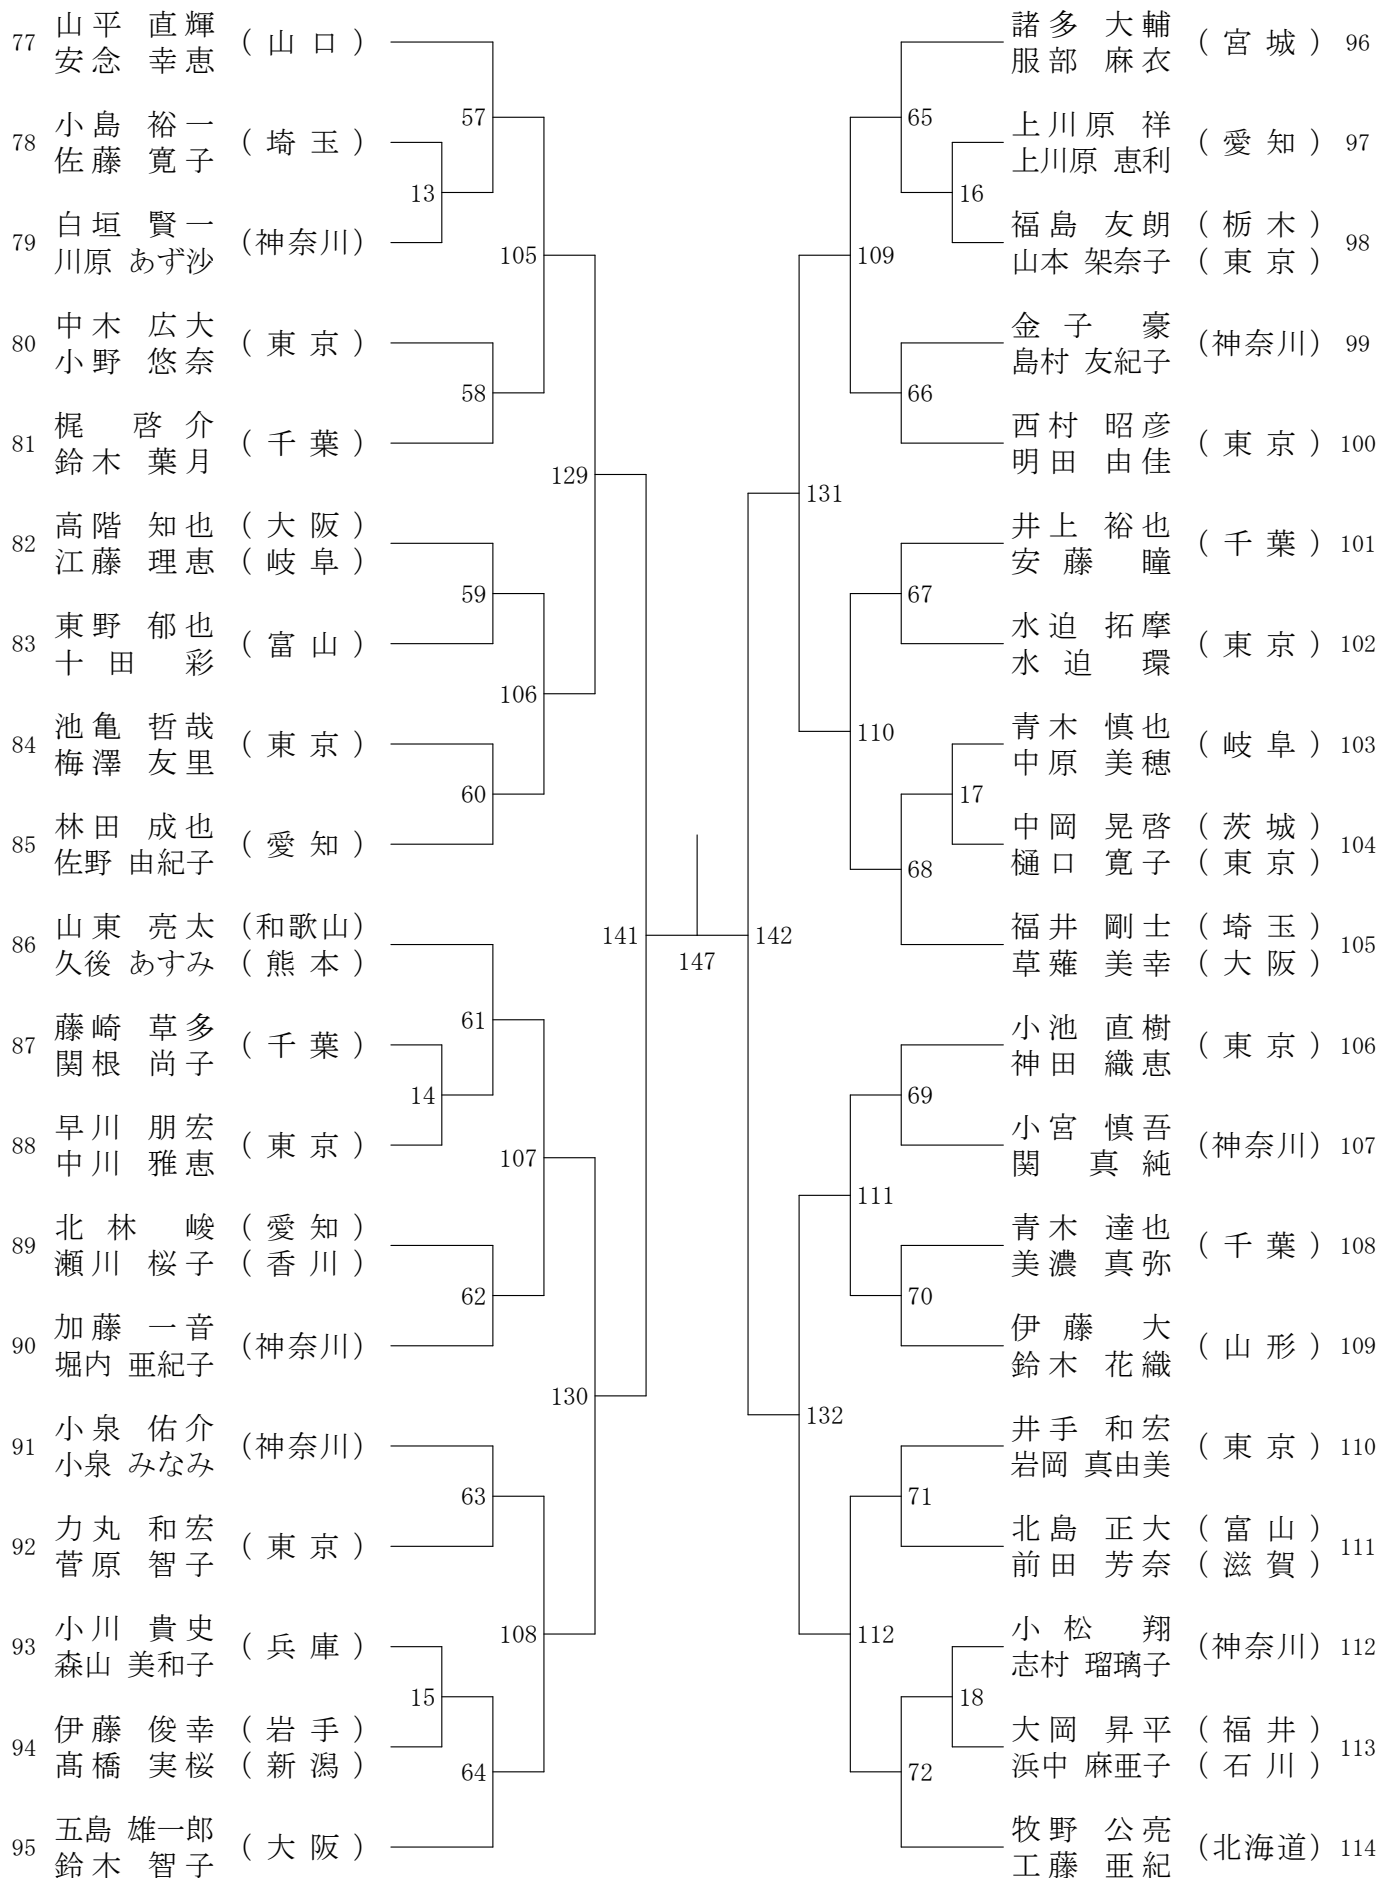 77 山平 直輝 (山口)
安念 幸恵
57
78 小島 裕一 (埼玉)
佐藤 寛子
13
79 白垣 賢一 (神奈川)
川原 あず沙
105
80 中木 広大 (東京)
小野 悠奈
58
81 梶 啓介 (千葉)
鈴木 葉月
129
82 高階 知也 (大阪)
江藤 理恵 (岐阜)
59
83 東野 郁也 (富山)
十田 彩
106
84 池亀 哲哉 (東京)
梅澤 友里
60
85 林田 成也 (愛知)
佐野 由紀子
141
86 山東 亮太 (和歌山)
久後 あすみ (熊本)
61
87 藤崎 草多 (千葉)
関根 尚子
14
88 早川 朋宏 (東京)
中川 雅恵
107
89 北林 峻 (愛知)
瀬川 桜子 (香川)
62
90 加藤 一音 (神奈川)
堀内 亜紀子
130
91 小泉 佑介 (神奈川)
小泉 みなみ
63
92 力丸 和宏 (東京)
菅原 智子
108
93 小川 貴史 (兵庫)
森山 美和子
15
94 伊藤 俊幸 (岩手)
髙橋 実桜 (新潟)
64
95 五島 雄一郎 (大阪)
鈴木 智子
147
諸多 大輔 (宮城) 96
服部 麻衣
65
上川原 祥 (愛知) 97
上川原 恵利
16
福島 友朗 (栃木) 98
山本 架奈子 (東京)
109
金子 豪 (神奈川) 99
島村 友紀子
66
西村 昭彦 (東京) 100
明田 由佳
131
井上 裕也 (千葉) 101
安藤 瞳
67
水迫 拓摩 (東京) 102
水迫 環
110
青木 慎也 (岐阜) 103
中原 美穂
17
中岡 晃啓 (茨城) 104
樋口 寛子 (東京)
68
福井 剛士 (埼玉) 105
草薙 美幸 (大阪)
142
小池 直樹 (東京) 106
神田 織恵
69
小宮 慎吾 (神奈川) 107
関 真純
111
青木 達也 (千葉) 108
美濃 真弥
70
伊藤 大 (山形) 109
鈴木 花織
132
井手 和宏 (東京) 110
岩岡 真由美
71
北島 正大 (富山) 111
前田 芳奈 (滋賀)
112
小松 翔 (神奈川) 112
志村 瑠璃子
18
大岡 昇平 (福井) 113
浜中 麻亜子 (石川)
72
牧野 公亮 (北海道) 114
工藤 亜紀